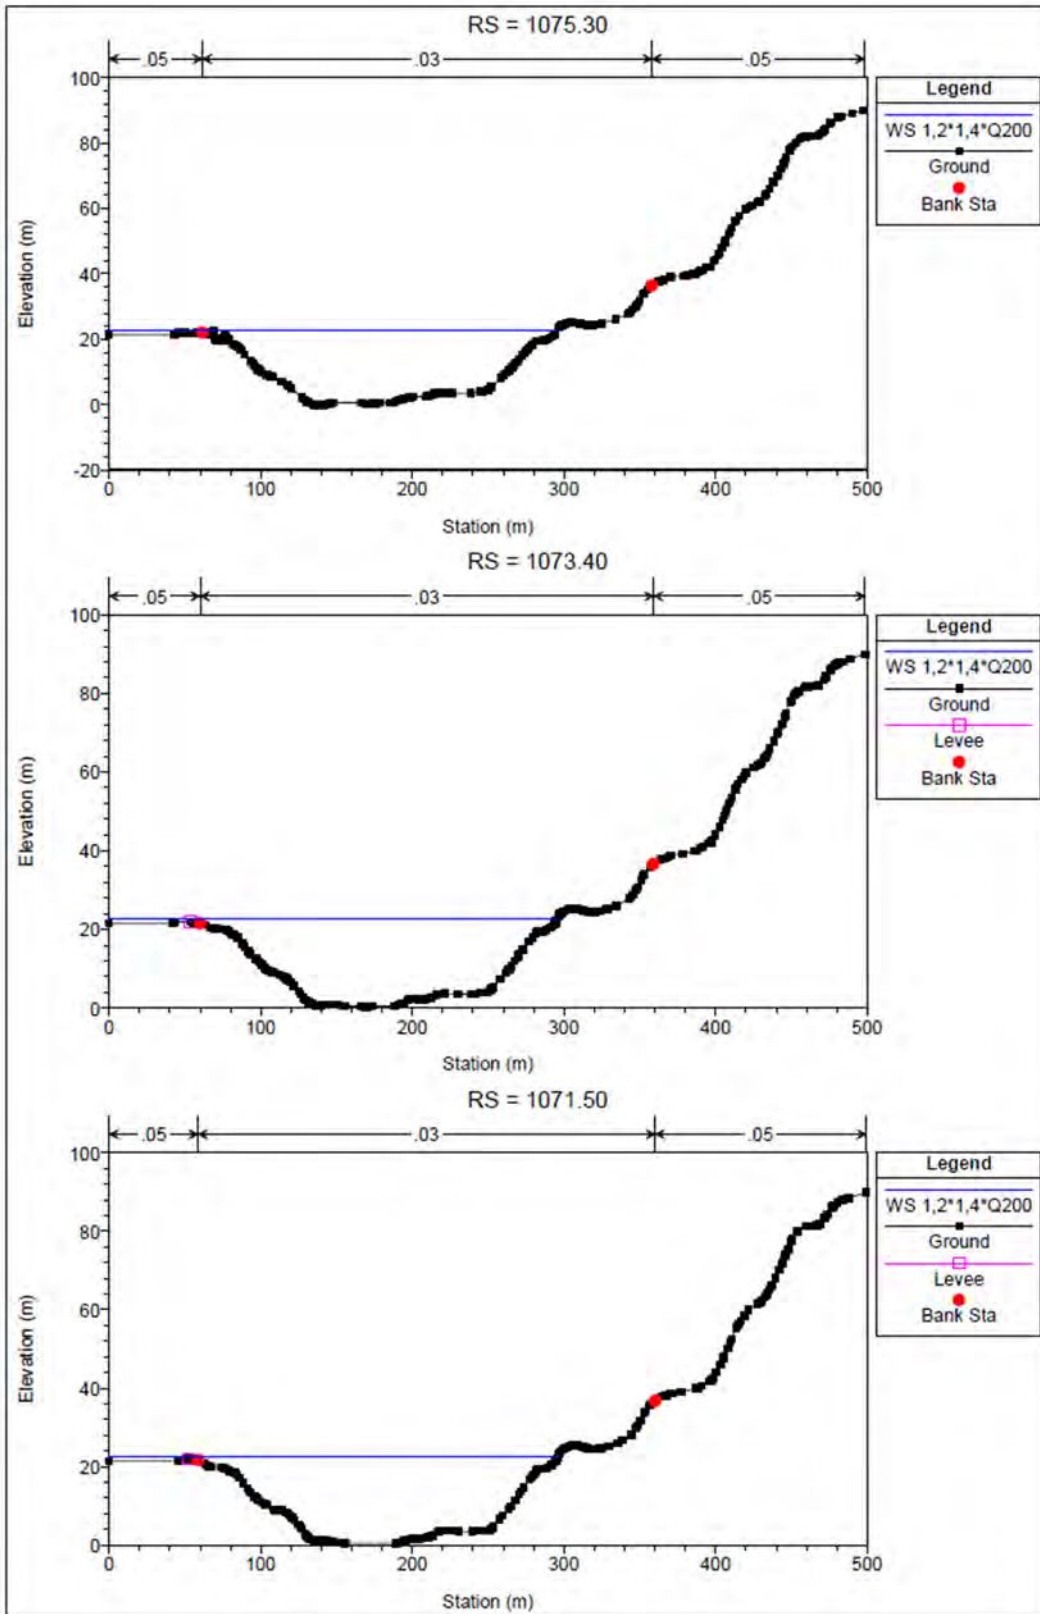 RS = 1075.30
.05 .03 .05
100
80
60
40
20
0
-20
Elevation (m)
0 100 200 300 400 500
Station (m)
Legend
WS 1,2*1,4*Q200
Ground
Bank Sta
RS = 1073.40
.05 .03 .05
100
80
60
40
20
0
Elevation (m)
0 100 200 300 400 500
Station (m)
Legend
WS 1,2*1,4*Q200
Ground
Levee
Bank Sta
RS = 1071.50
.05 .03 .05
100
80
60
40
20
0
Elevation (m)
0 100 200 300 400 500
Station (m)
Legend
WS 1,2*1,4*Q200
Ground
Levee
Bank Sta